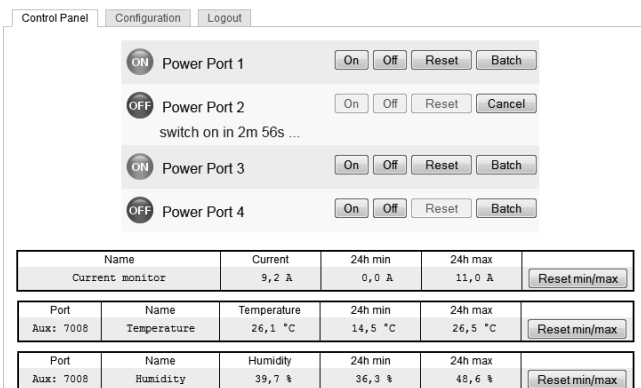 Control Panel Configuration Logout
ON Power Port 1 On Off Reset Batch
OFF Power Port 2 On Off Reset Cancel
switch on in 2m 56s ...
ON Power Port 3 On Off Reset Batch
OFF Power Port 4 On Off Reset Batch
Name Current 24h min 24h max
Current monitor 9,2 A 0,0 A 11,0 A Reset min/max
Port Name Temperature 24h min 24h max
Aux: 7008 Temperature 26,1 °C 14,5 °C 26,5 °C Reset min/max
Port Name Humidity 24h min 24h max
Aux: 7008 Humidity 39,7 % 36,3 % 48,6 % Reset min/max